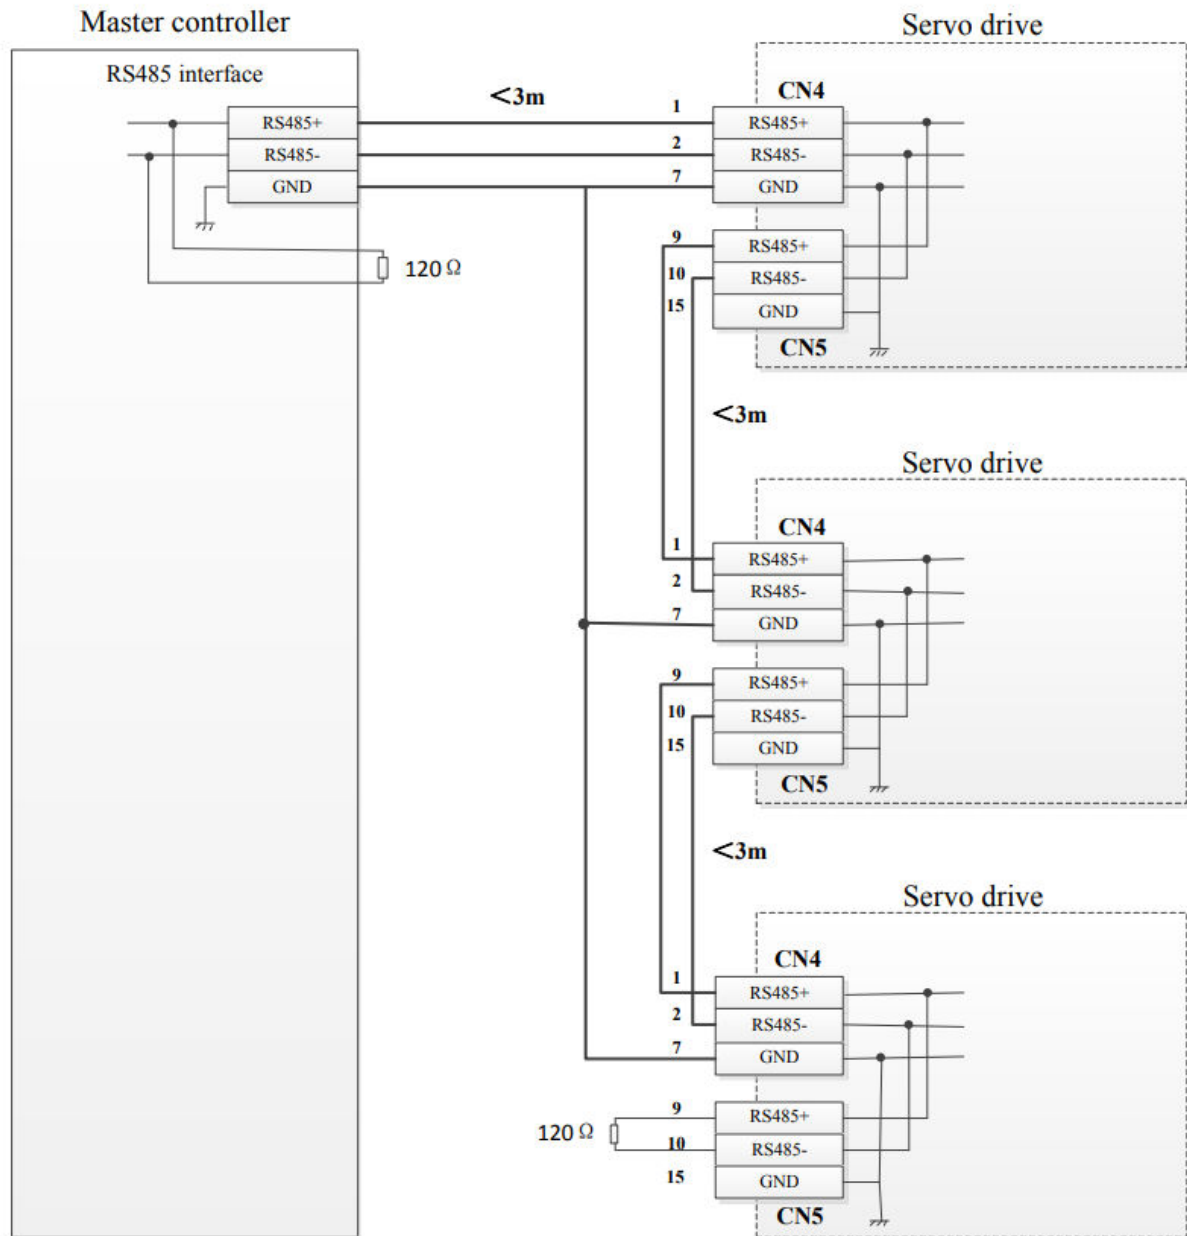 Master controller
RS485 interface
RS485+
RS485-
GND
120 Ω
<3m
Servo drive
CN4
1 RS485+
2 RS485-
7 GND
9 RS485+
10 RS485-
15 GND
CN5
<3m
Servo drive
CN4
1 RS485+
2 RS485-
7 GND
9 RS485+
10 RS485-
15 GND
CN5
<3m
Servo drive
CN4
1 RS485+
2 RS485-
7 GND
120 Ω
9 RS485+
10 RS485-
15 GND
CN5